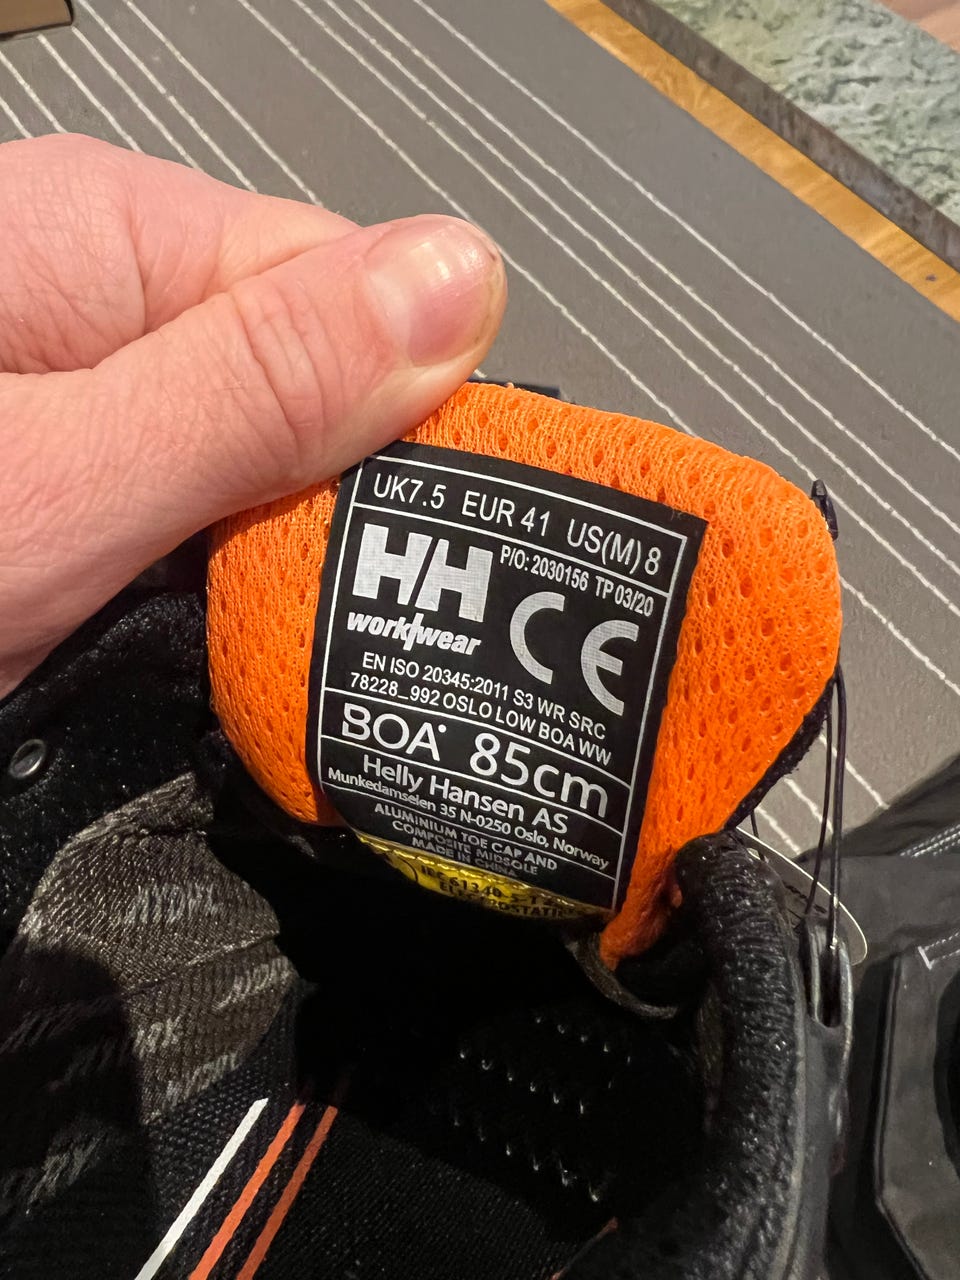 UK7.5 EUR 41 US(M) 8
HH
workwear
P/O: 2030156 TP 03/20
CE
EN ISO 20345:2011 S3 WR SRC
78228_992 OSLO LOW BOA WW
BOA 85cm
Helly Hansen AS
Munkedamseien 35 N-0250 Oslo, Norway
ALUMINIUM TOE CAP AND
COMPOSITE MIDSOLE
MADE IN CHINA